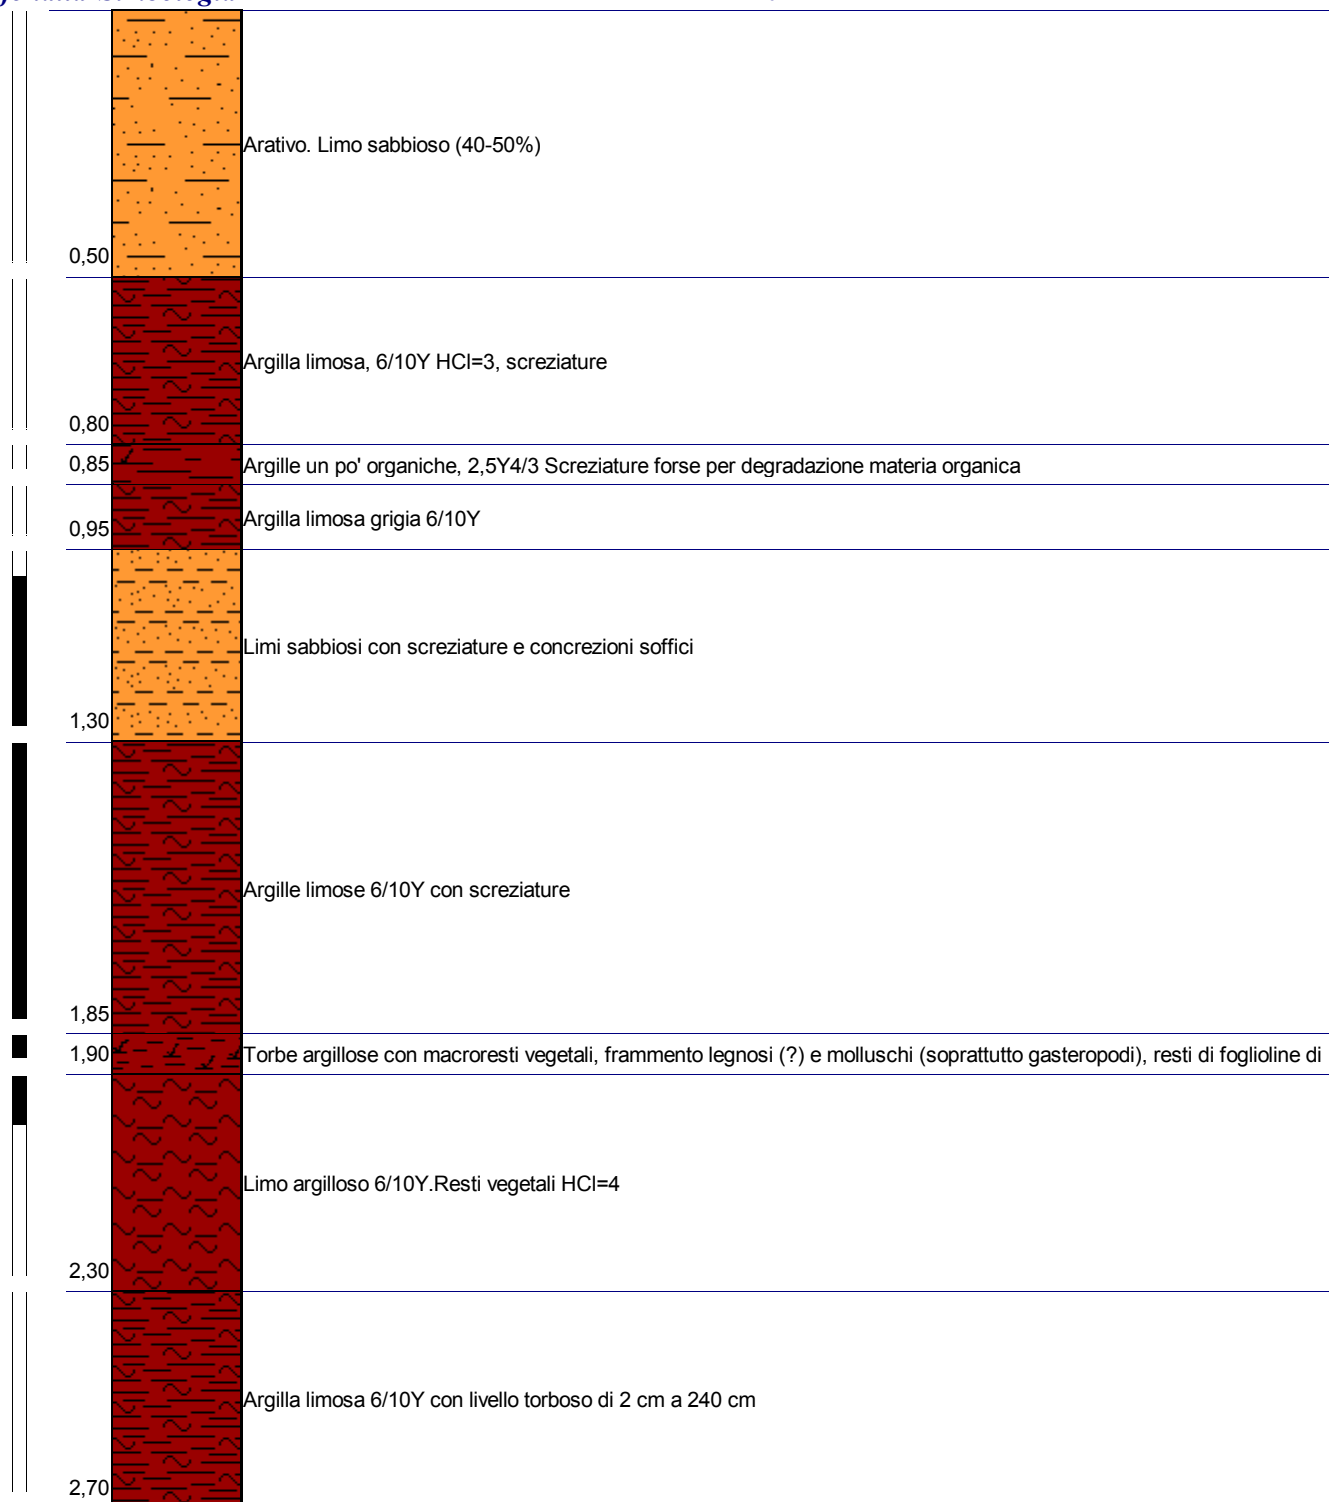 Arativo. Limo sabbioso (40-50%)
0,50
Argilla limosa, 6/10Y HCl=3, screziature
0,80
0,85 Argille un po' organiche, 2,5Y4/3 Screziature forse per degradazione materia organica
Argilla limosa grigia 6/10Y
0,95
Limi sabbiosi con screziature e concrezioni soffici
1,30
Argille limose 6/10Y con screziature
1,85
1,90 Torbe argillose con macroresti vegetali, frammento legnosi (?) e molluschi (soprattutto gasteropodi), resti di foglioline di
Limo argilloso 6/10Y.Resti vegetali HCl=4
2,30
Argilla limosa 6/10Y con livello torboso di 2 cm a 240 cm
2,70